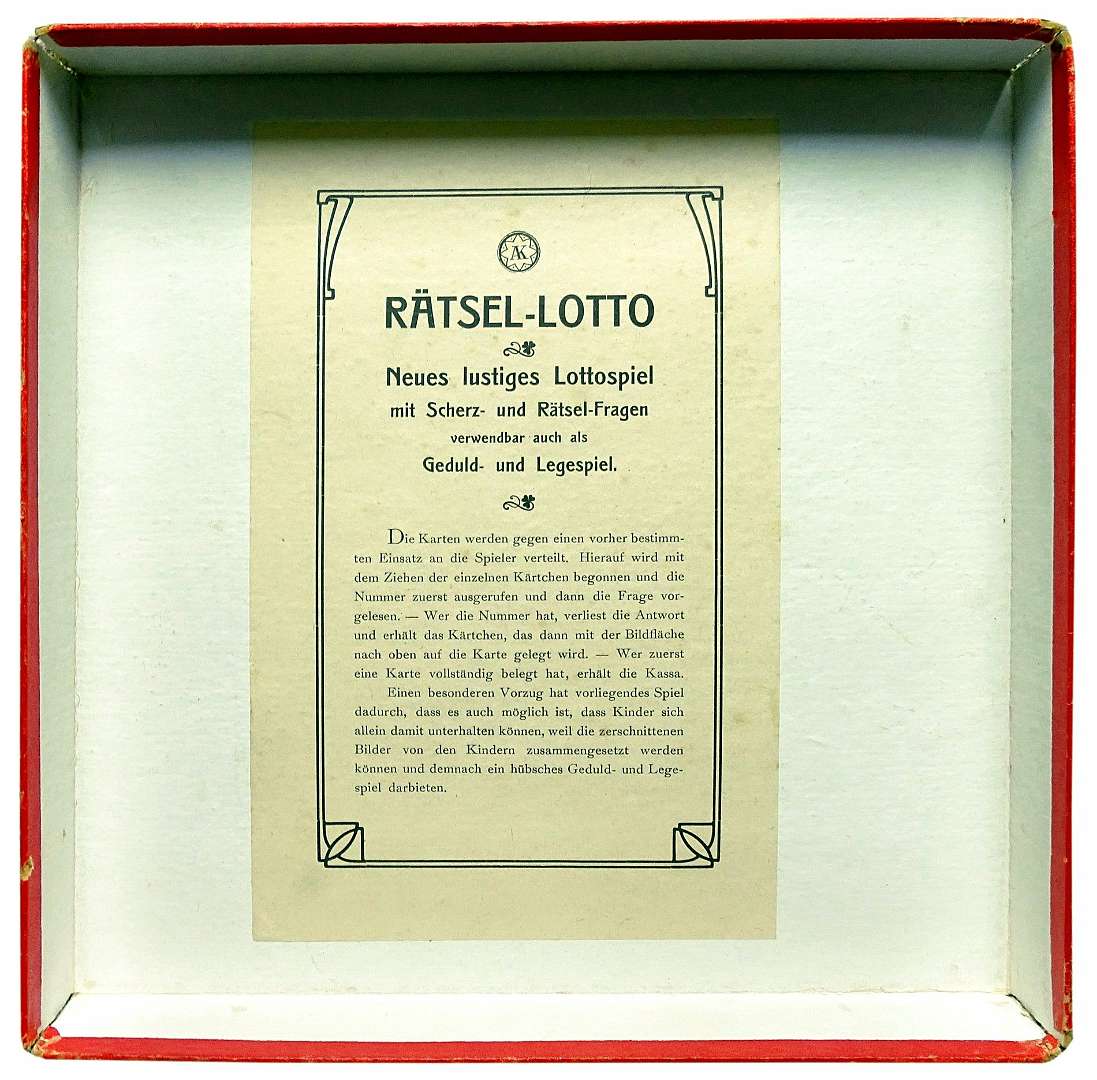 AK
RÄTSEL-LOTTO
Neues lustiges Lottospiel
mit Scherz- und Rätsel-Fragen
verwendbar auch als
Geduld- und Legespiel.
Die Karten werden gegen einen vorher bestimm-
ten Einsatz an die Spieler verteilt. Hierauf wird mit
dem Ziehen der einzelnen Kärtchen begonnen und die
Nummer zuerst ausgerufen und dann die Frage vor-
gelesen. — Wer die Nummer hat, verliest die Antwort
und erhält das Kärtchen, das dann mit der Bildfläche
nach oben auf die Karte gelegt wird. — Wer zuerst
eine Karte vollständig belegt hat, erhält die Kassa.
Einen besonderen Vorzug hat vorliegendes Spiel
dadurch, dass es auch möglich ist, dass Kinder sich
allein damit unterhalten können, weil die zerschnittenen
Bilder von den Kindern zusammengesetzt werden
können und demnach ein hübsches Geduld- und Lege-
spiel darbieten.